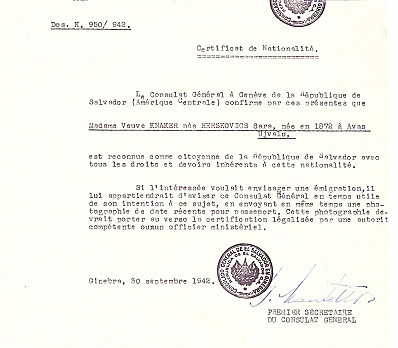 Dos. K. 950/ 942.
Certificat de Nationalité.
Le Consulat Général à Genève de la République de
Salvador (Amérique Centrale) confirme par ces présentes que
Madame Veuve KNAKER née HERSKOVICS Sara, née en 1872 à Avas
Ujvalu,
est reconnue comme citoyenne de la République de Salvador avec
tous les droits et devoirs inhérents à cette nationalité.
Si l'intéressée voulait envisager une émigration,il
lui appartiendrait d'aviser ce Consulat Général en temps utile
de son intention à ce sujet, en envoyant en même temps une pho-
tographie de date récente pour passeport. Cette photographie de-
vrait porter au verso la certification légalisée par une autorit
compétente ou un officier ministériel.
Ginebra, 30 septembre 1942.
PREMIER SECRETAIRE
DU CONSULAT GENERAL